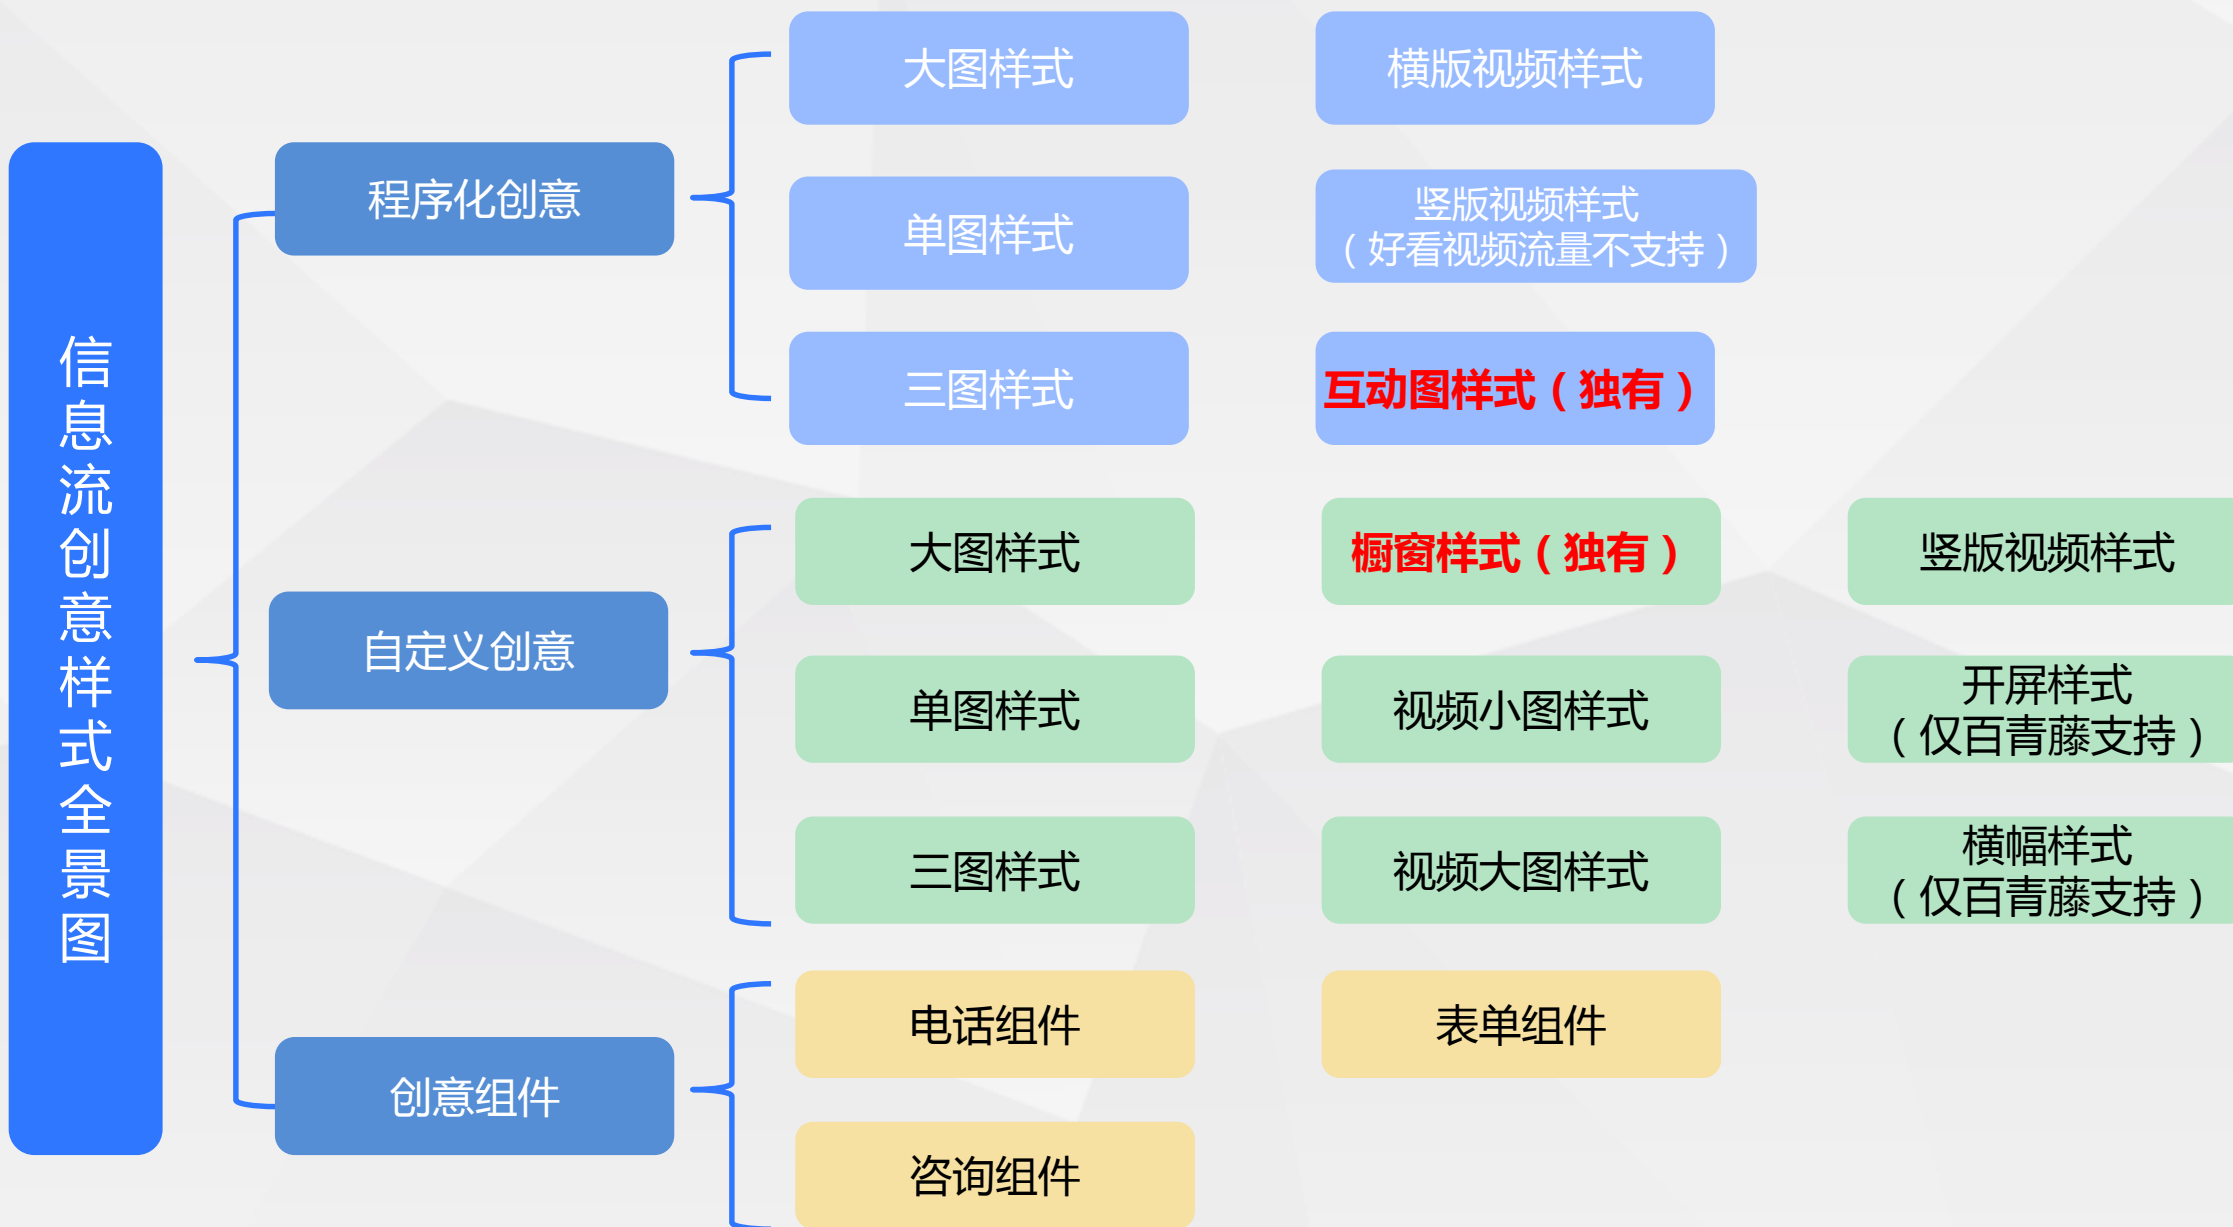 信息流创意样式全景图
程序化创意
大图样式
横版视频样式
单图样式
竖版视频样式
（好看视频流量不支持）
三图样式
互动图样式（独有）
自定义创意
大图样式
橱窗样式（独有）
竖版视频样式
单图样式
视频小图样式
开屏样式
（仅百青藤支持）
三图样式
视频大图样式
横幅样式
（仅百青藤支持）
创意组件
电话组件
表单组件
咨询组件